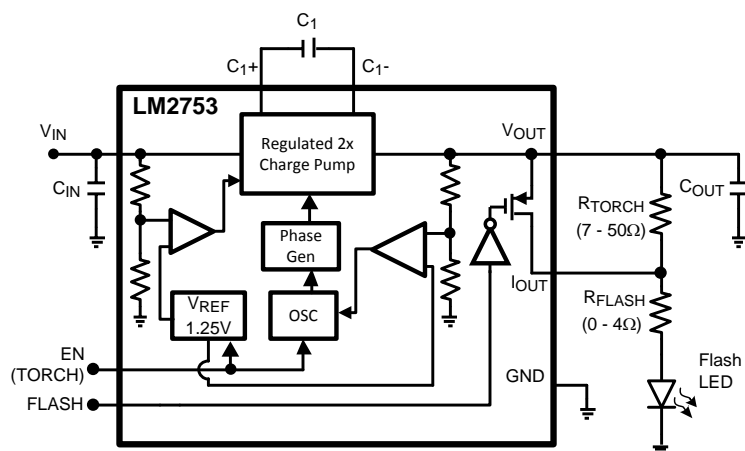 C1
C1+
C1-
LM2753
VIN
Regulated 2x
Charge Pump
VOUT
CIN
COUT
RTORCH
(7 - 50Ω)
Phase
Gen
IOUT
RFLASH
(0 - 4Ω)
VREF
1.25V
OSC
EN
(TORCH)
FLASH
GND
Flash
LED